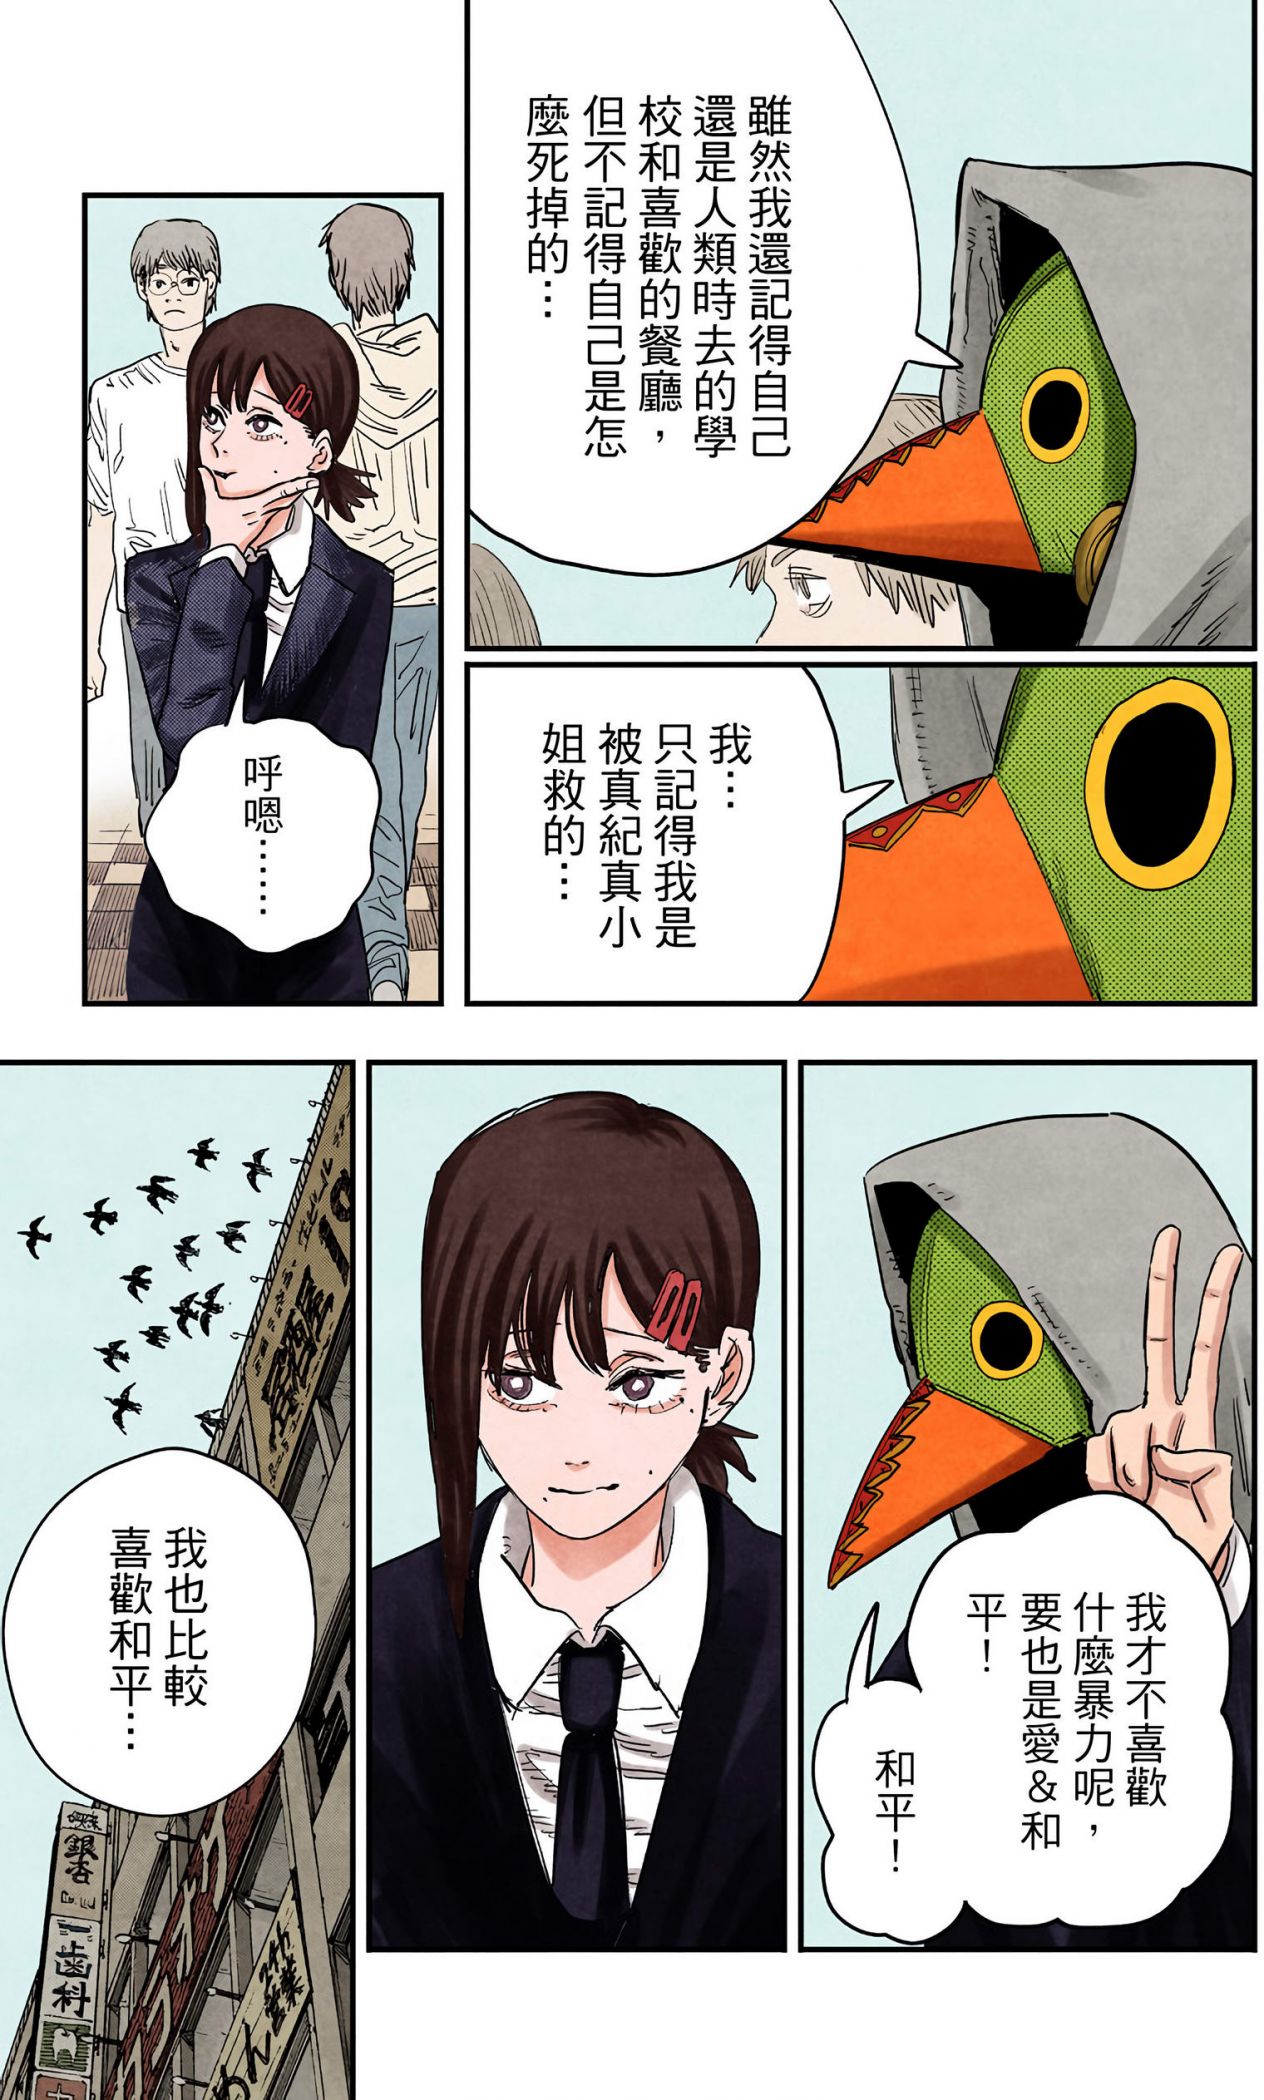 雖然我還記得自己
還是人類時去的學
校和喜歡的餐廳，
但不記得自己是怎
麼死掉的…
我…
只記得我是
被真紀真小
姐救的…
呼嗯……
我才不喜歡
什麼暴力呢，
要也是愛＆和
平！
和平！
我也比較
喜歡和平…
銀杏
歯科
24h
営業